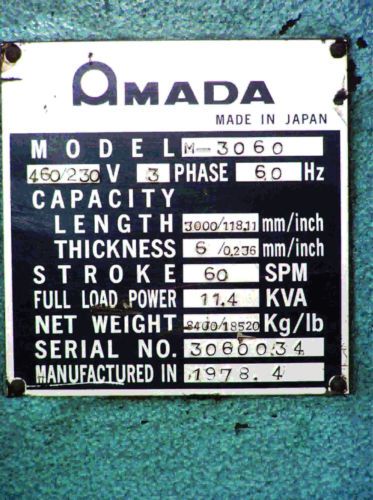 AMADA
MADE IN JAPAN
MODEL M-3060
460/230 V 3 PHASE 60 Hz
CAPACITY
LENGTH 3000/118.11 mm/inch
THICKNESS 6/0.236 mm/inch
STROKE 60 SPM
FULL LOAD POWER 11.4 KVA
NET WEIGHT 8400/18520 Kg/lb
SERIAL NO. 3060034
MANUFACTURED IN 1978.4